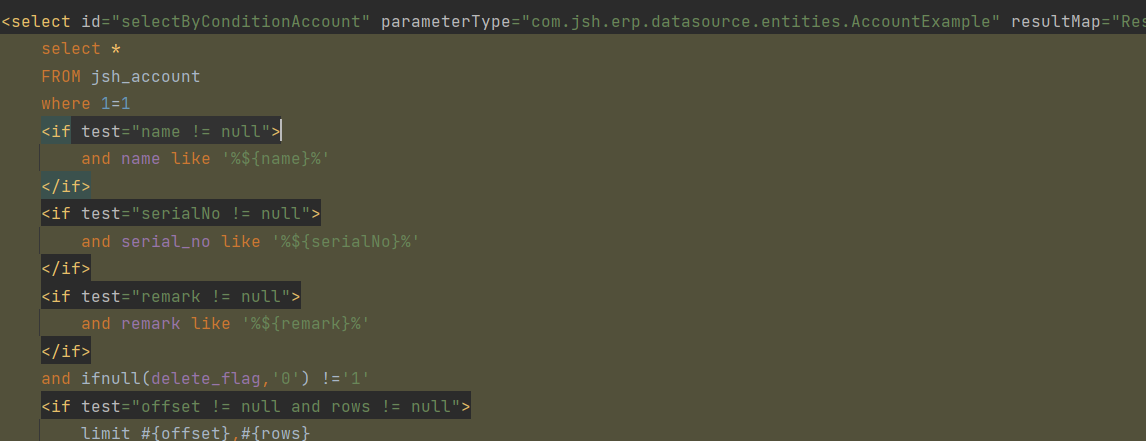 <select id="selectByConditionAccount" parameterType="com.jsh.erp.datasource.entities.AccountExample" resultMap="Res
select *
FROM jsh_account
where 1=1
<if test="name != null">
and name like '%${name}%'
</if>
<if test="serialNo != null">
and serial_no like '%${serialNo}%'
</if>
<if test="remark != null">
and remark like '%${remark}%'
</if>
and ifnull(delete_flag,'0') !='1'
<if test="offset != null and rows != null">
limit #{offset},#{rows}